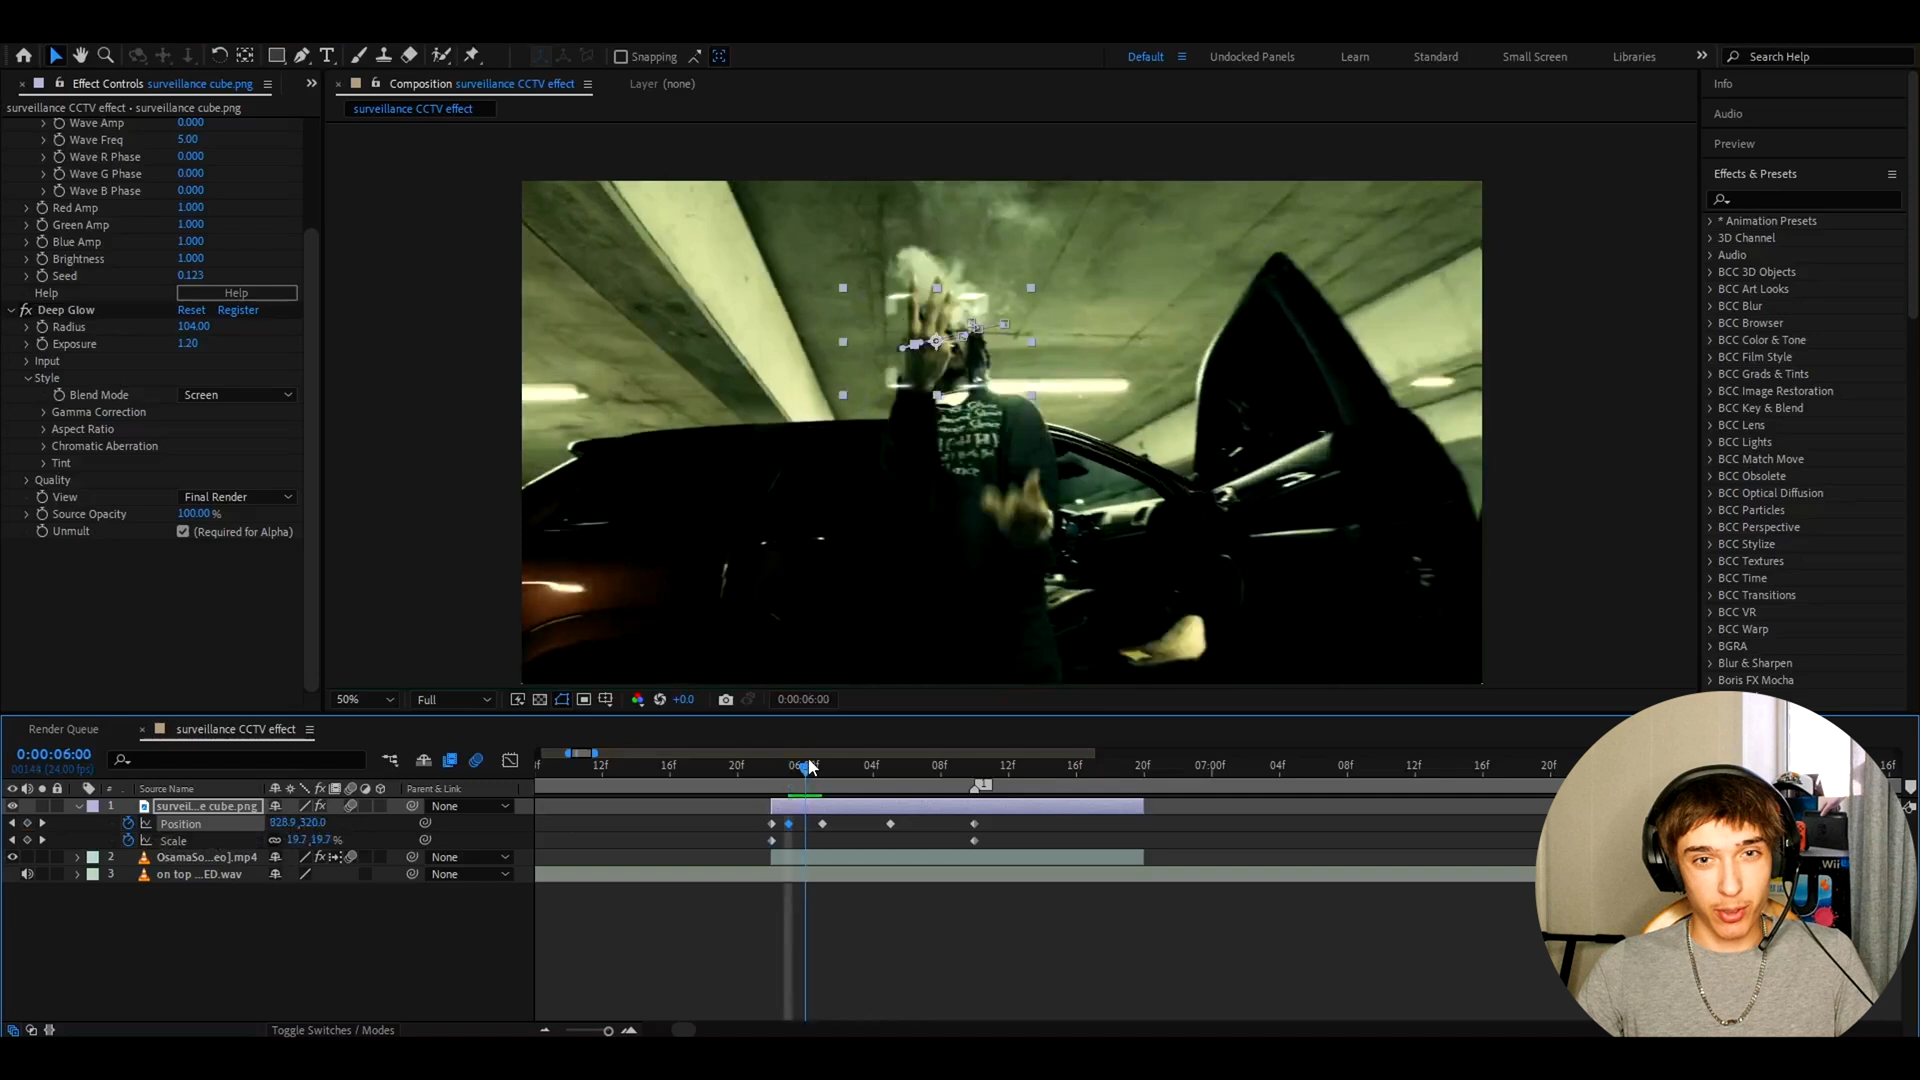 Snapping
Default
Undocked Panels
Learn
Standard
Small Screen
Libraries
Search Help
Effect Controls surveillance cube.png
Composition surveillance CCTV effect
Layer (none)
Info
surveillance CCTV effect • surveillance cube.png
surveillance CCTV effect
Audio
Preview
Effects & Presets
Wave Amp 0.000
Wave Freq 5.00
Wave R Phase 0.000
Wave G Phase 0.000
Wave B Phase 0.000
Red Amp 1.000
Green Amp 1.000
Blue Amp 1.000
Brightness 1.000
Seed 0.123
Help Help
fx Deep Glow Reset Register
Radius 104.00
Exposure 1.20
Input
Style
Blend Mode Screen
Gamma Correction
Aspect Ratio
Chromatic Aberration
Tint
Quality
View Final Render
Source Opacity 100.00 %
Unmult (Required for Alpha)
* Animation Presets
3D Channel
Audio
BCC 3D Objects
BCC Art Looks
BCC Blur
BCC Browser
BCC Color & Tone
BCC Film Style
BCC Grads & Tints
BCC Image Restoration
BCC Key & Blend
BCC Lens
BCC Lights
BCC Match Move
BCC Obsolete
BCC Optical Diffusion
BCC Particles
BCC Perspective
BCC Stylize
BCC Textures
BCC Time
BCC Transitions
BCC VR
BCC Warp
BGRA
Blur & Sharpen
Boris FX Mocha
50% Full +0.0 0:00:06:00
Render Queue
surveillance CCTV effect
0:00:06:00
00144 (24.00 fps)
12f 16f 20f 04f 08f 12f 16f 20f 07:00f 04f 08f 12f 16f 20f 16f
# Source Name Parent & Link
1 surveil...e cube.png None
Position 828.9,320.0
Scale 19.7,19.7 %
2 OsamaSo...eo].mp4 None
3 on top ...ED.wav None
1
Toggle Switches / Modes
Wii